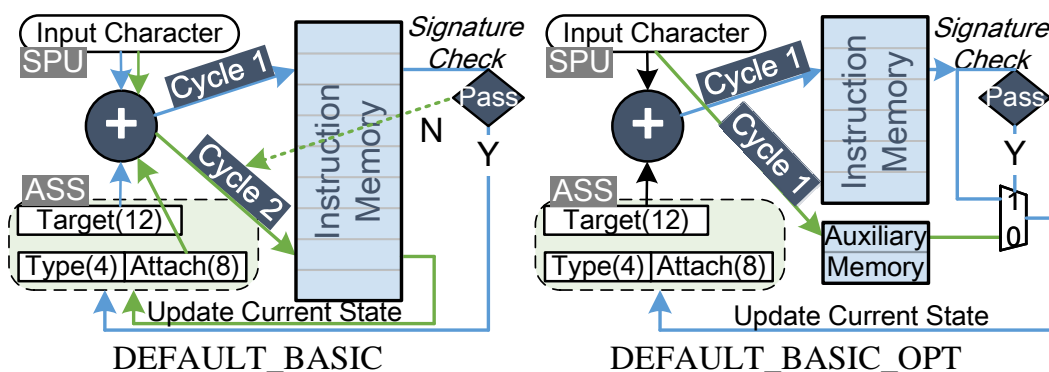 Input Character
SPU
+
Cycle 1
Cycle 2
Instruction
Memory
Signature
Check
Pass
N
Y
ASS
Target(12)
Type(4)
Attach(8)
Update Current State
DEFAULT_BASIC
Input Character
SPU
+
Cycle 1
Cycle 1
Instruction
Memory
Signature
Check
Pass
Y
1
0
ASS
Target(12)
Type(4)
Attach(8)
Auxiliary
Memory
Update Current State
DEFAULT_BASIC_OPT